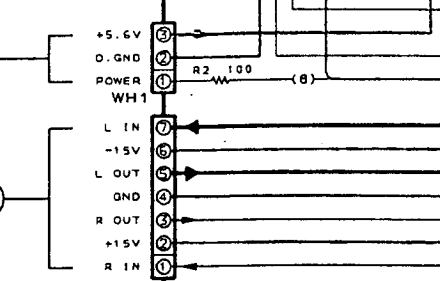 +5.6V 3
D.GND 2
POWER 1 R2 100 (8)
WH1
L IN 7
-15V 6
L OUT 5
GND 4
R OUT 3
+15V 2
R IN 1